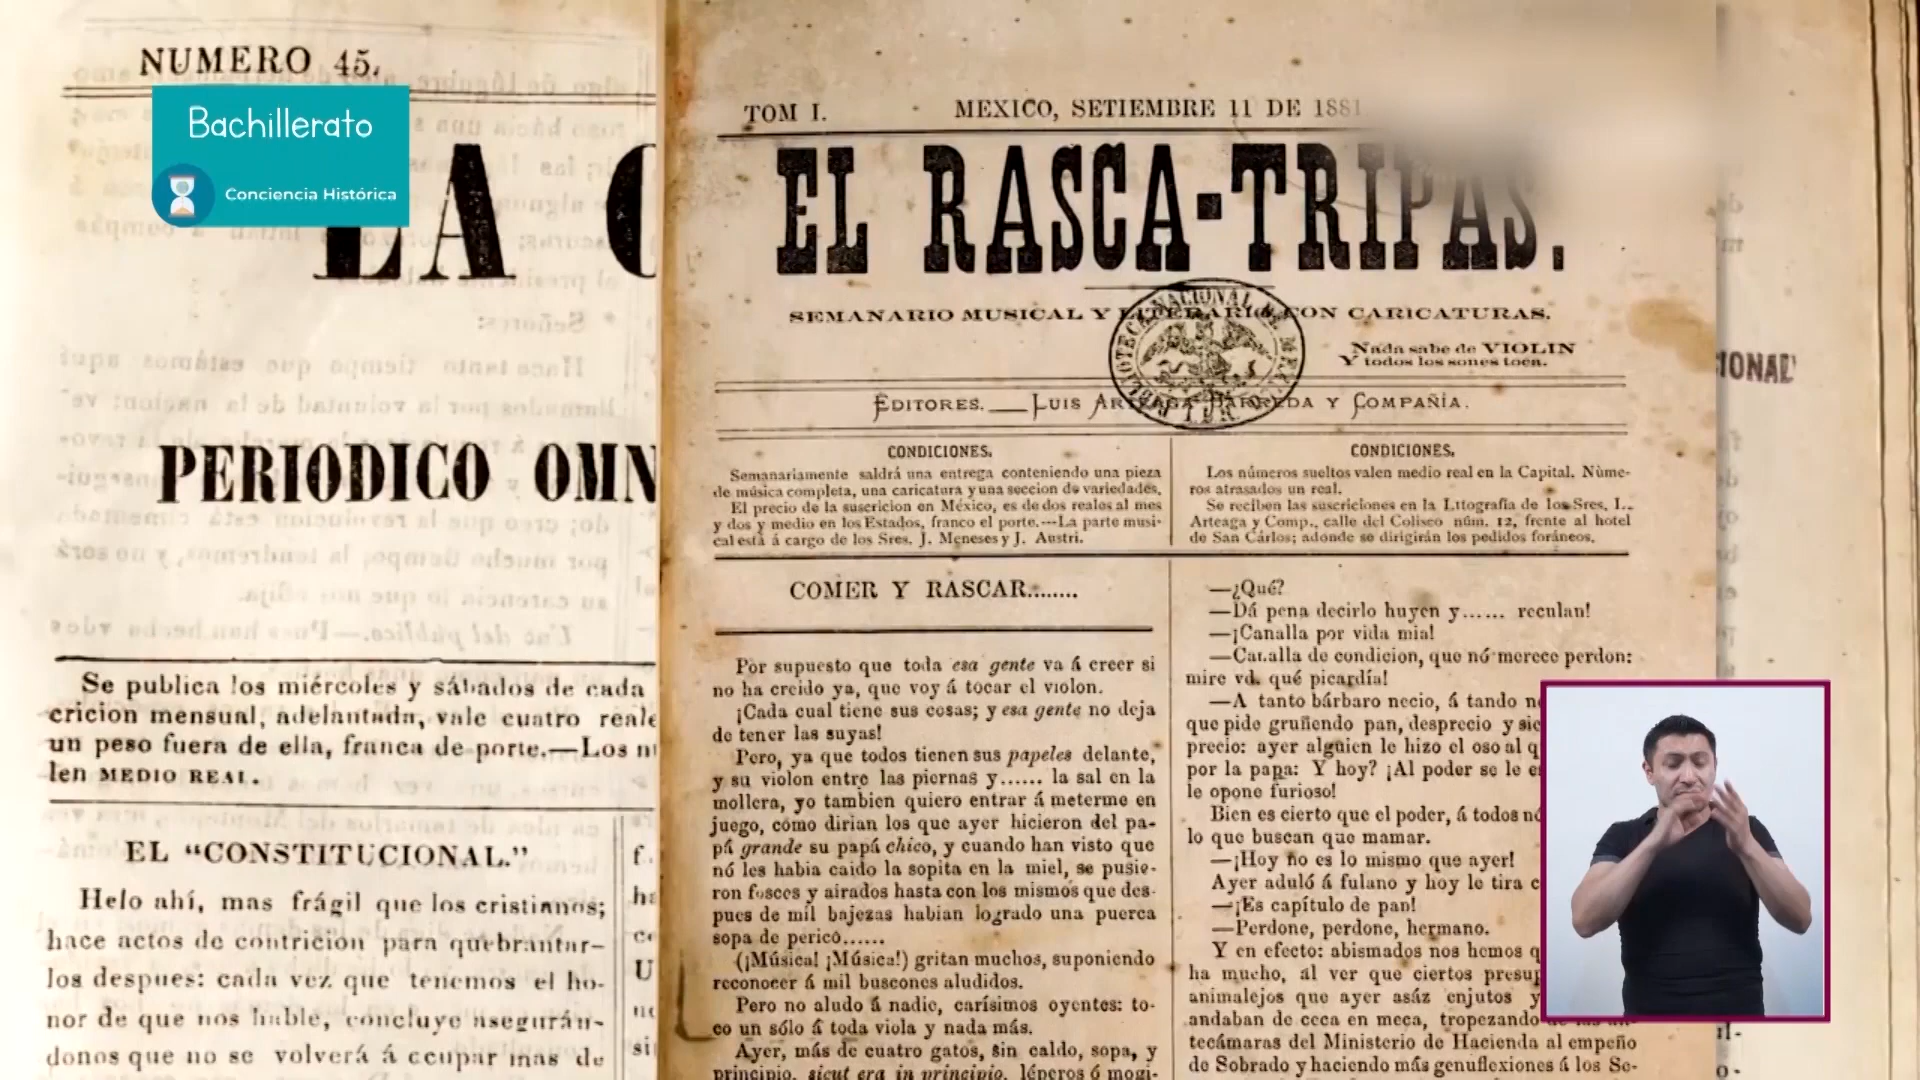 NUMERO 45.
Bachillerato
Conciencia Histórica
LA
PERIODICO OMN
Se publica los miércoles y sábados de cada
cricion mensual, adelantada, vale cuatro reale
un peso fuera de ella, franca de porte.—Los
len MEDIO REAL.
EL "CONSTITUCIONAL."
Helo ahí, mas frágil que los cristianos;
hace actos de contricion para quebrantar-
los despues: cada vez que tenemos el ho-
nor de que nos hable, concluye asegurán-
donos que no se volverá á ocupar mas de
TOM I.
MEXICO, SETIEMBRE 11 DE 1881
EL RASCA-TRIPAS.
SEMANARIO MUSICAL Y LITERARIO CON CARICATURAS.
Nada sabe de VIOLIN
Y todos los sones toca.
BIBLIOTECA NACIONAL
EDITORES.—LUIS ARTEAGA BARREDA Y COMPAÑIA.
CONDICIONES.
Semanariamente saldrá una entrega conteniendo una pieza
de música completa, una caricatura y una seccion de variedades.
El precio de la suscricion en México, es de dos reales al mes
y dos y medio en los Estados, franco el porte.—La parte musi-
cal está á cargo de los Sres. J. Meneses y J. Austri.
CONDICIONES.
Los números sueltos valen medio real en la Capital. Núme-
ros atrasados un real.
Se reciben las suscriciones en la Litografía de los Sres. L.
Arteaga y Comp., calle del Coliseo núm. 12, frente al hotel
de San Cárlos; adonde se dirigirán los pedidos foráneos.
COMER Y RASCAR........
Por supuesto que toda esa gente va á creer si
no ha creido ya, que voy á tocar el violon.
¡Cada cual tiene sus cosas; y esa gente no deja
de tener las suyas!
Pero, ya que todos tienen sus papeles delante,
y su violon entre las piernas y...... la sal en la
mollera, yo tambien quiero entrar á meterme en
juego, como dirian los que ayer hicieron del pa-
pá grande su papá chico, y cuando han visto que
nó les habia caido la sopita en la miel, se pusie-
ron foscos y airados hasta con los mismos que des-
pues de mil bajezas habian logrado una puerca
sopa de perico......
(¡Música! ¡Música!) gritan muchos, suponiendo
reconocer á mil buscones aludidos.
Pero no aludo á nadie, carísimos oyentes: to-
co un sólo á toda viola y nada más.
Ayer, más de cuatro gatos, sin caldo, sopa, y
principio, sicut era in principio, léperos ó mogi-
—¿Qué?
—Dá pena decirlo huyen y...... reculan!
—¡Canalla por vida mia!
—Canalla de condicion, que nó merece perdon:
mire vd. qué picardía!
—A tanto bárbaro necio, á tando
que pide gruñendo pan, desprecio y
precio: ayer alguien le hizo el oso al
por la papa: Y hoy? ¡Al poder se le
le opone furioso!
Bien es cierto que el poder, á todos
lo que buscan que mamar.
—¡Hoy no es lo mismo que ayer!
Ayer aduló á fulano y hoy le tira
—¡Es capítulo de pan!
—Perdone, perdone, hermano.
Y en efecto: abismados nos hemos
ha mucho, al ver que ciertos
animalejos que ayer asáz enjutos y
andaban de ceca en meca, tropezando
tecámaras del Ministerio de Hacienda al empeño
de Sobrado y haciendo más genuflexiones á los Se-
IONAL